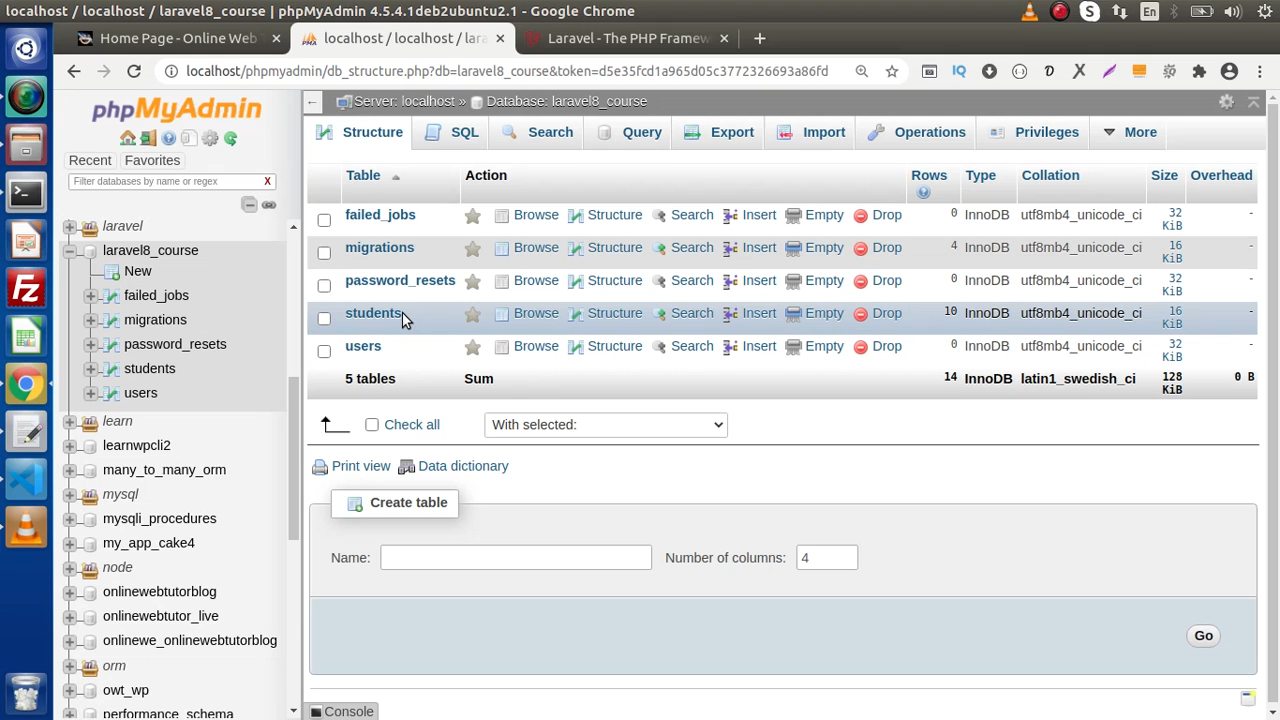 localhost / localhost / laravel8_course | phpMyAdmin 4.5.4.1deb2ubuntu2.1 - Google Chrome
En
Home Page - Online Web
localhost / localhost / lara
Laravel - The PHP Framew
localhost/phpmyadmin/db_structure.php?db=laravel8_course&token=d5e35fcd1a965d05c3772326693a86fd
phpMyAdmin
Recent Favorites
Filter databases by name or regex X
laravel
laravel8_course
New
failed_jobs
migrations
password_resets
students
users
learn
learnwpcli2
many_to_many_orm
mysql
mysqli_procedures
my_app_cake4
node
onlinewebtutorblog
onlinewebtutor_live
onlinewe_onlinewebtutorblog
orm
owt_wp
performance_schema
Server: localhost » Database: laravel8_course
Structure SQL Search Query Export Import Operations Privileges More
Table Action Rows Type Collation Size Overhead
failed_jobs Browse Structure Search Insert Empty Drop 0 InnoDB utf8mb4_unicode_ci 32 KiB -
migrations Browse Structure Search Insert Empty Drop 4 InnoDB utf8mb4_unicode_ci 16 KiB -
password_resets Browse Structure Search Insert Empty Drop 0 InnoDB utf8mb4_unicode_ci 32 KiB -
students Browse Structure Search Insert Empty Drop 10 InnoDB utf8mb4_unicode_ci 16 KiB -
users Browse Structure Search Insert Empty Drop 0 InnoDB utf8mb4_unicode_ci 32 KiB -
5 tables Sum 14 InnoDB latin1_swedish_ci 128 KiB 0 B
Check all With selected:
Print view Data dictionary
Create table
Name: Number of columns: 4
Go
Console